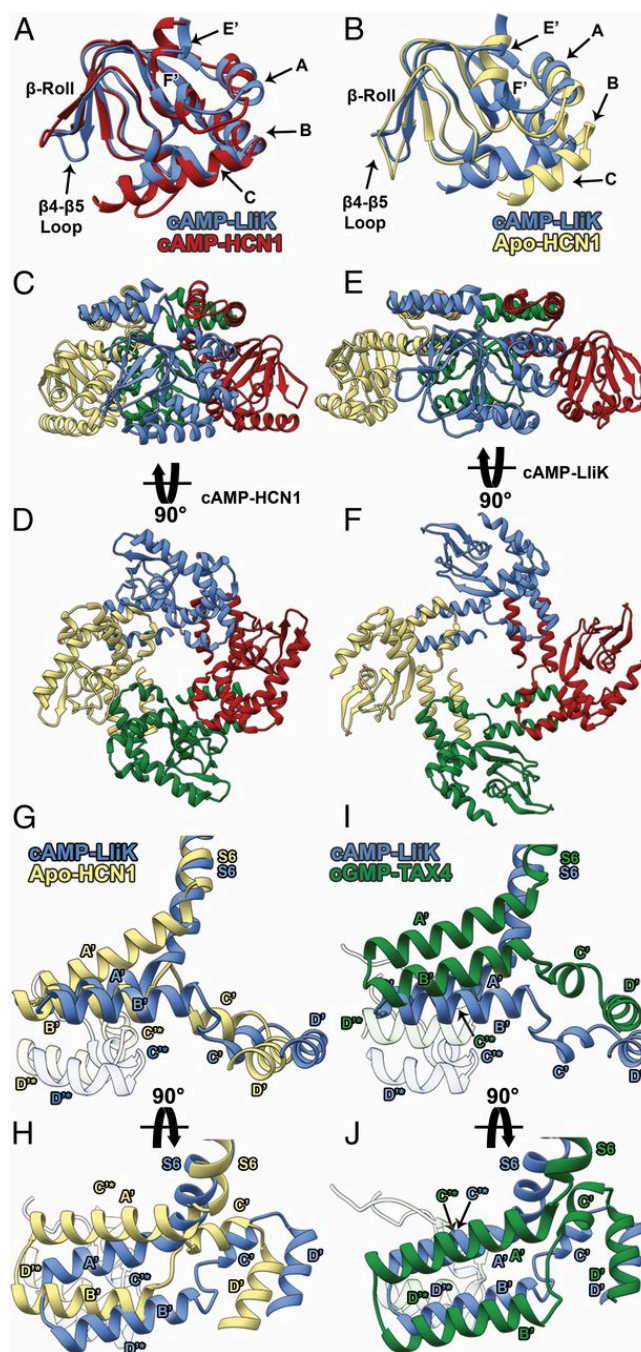 A
E'
F'
A
β-Roll
B
β4-β5
Loop
C
cAMP-LliK
cAMP-HCN1
B
E'
A
B
F'
β-Roll
β4-β5
Loop
C
cAMP-LliK
Apo-HCN1
C
E
90°
cAMP-HCN1
90°
cAMP-LliK
D
F
G
cAMP-LliK
Apo-HCN1
S6
S6
A'
A'
B'
B'
C'*
C'*
C'
C'
D'
D'
D'*
D'*
I
cAMP-LliK
cGMP-TAX4
S6
S6
A'
C'
D'
B'
A'
D'*
B'
C'*
C'*
D'*
C'
D'
90°
90°
H
S6
S6
C'*
A'
C'
A'
C'
D'
D'*
C'*
B'
B'
D'
D'*
J
S6
S6
C'*
C'*
C'
A'
A'
C'
D'*
D'*
D'
D'
B'